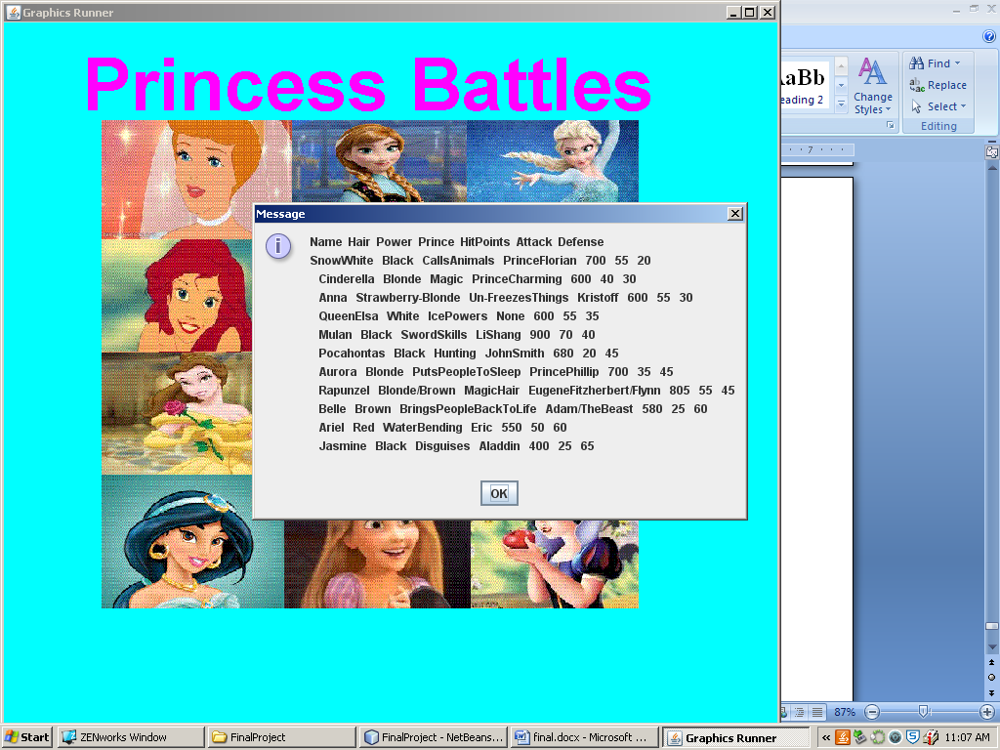 Graphics Runner
Princess Battles
Message
Name Hair Power Prince HitPoints Attack Defense
SnowWhite Black CallsAnimals PrinceFlorian 700 55 20
Cinderella Blonde Magic PrinceCharming 600 40 30
Anna Strawberry-Blonde Un-FreezesThings Kristoff 600 55 30
QueenElsa White IcePowers None 600 55 35
Mulan Black SwordSkills LiShang 900 70 40
Pocahontas Black Hunting JohnSmith 680 20 45
Aurora Blonde PutsPeopleToSleep PrincePhillip 700 35 45
Rapunzel Blonde/Brown MagicHair EugeneFitzherbert/Flynn 805 55 45
Belle Brown BringsPeopleBackToLife Adam/TheBeast 580 25 60
Ariel Red WaterBending Eric 550 50 60
Jasmine Black Disguises Aladdin 400 25 65
OK
AaBb
eading 2
Change
Styles
Find
Replace
Select
Editing
7
87%
Start
ZENworks Window
FinalProject
FinalProject - NetBeans...
final.docx - Microsoft ...
Graphics Runner
11:07 AM